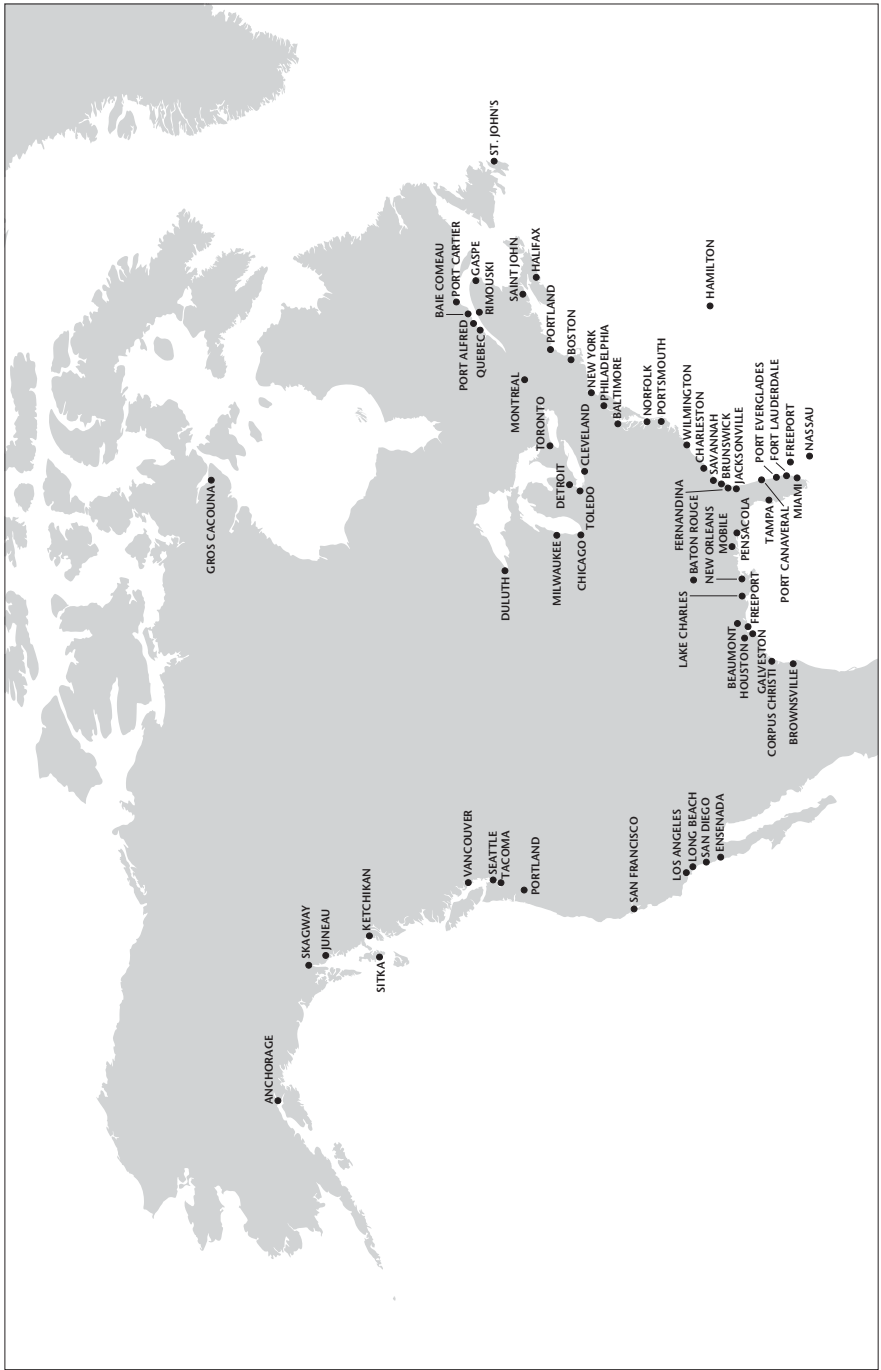 ANCHORAGE
SKAGWAY
JUNEAU
KETCHIKAN
SITKA
VANCOUVER
SEATTLE
TACOMA
PORTLAND
SAN FRANCISCO
LOS ANGELES
LONG BEACH
SAN DIEGO
ENSENADA
GROS CACOUNA
DULUTH
MILWAUKEE
CHICAGO
DETROIT
TOLEDO
CLEVELAND
TORONTO
MONTREAL
BAIE COMEAU
PORT CARTIER
PORT ALFRED
QUEBEC
GASPE
RIMOUSKI
SAINT JOHN
HALIFAX
ST. JOHN'S
PORTLAND
BOSTON
NEW YORK
PHILADELPHIA
BALTIMORE
NORFOLK
PORTSMOUTH
HAMILTON
WILMINGTON
CHARLESTON
SAVANNAH
BRUNSWICK
JACKSONVILLE
FERNANDINA
BATON ROUGE
NEW ORLEANS
MOBILE
PENSACOLA
LAKE CHARLES
BEAUMONT
HOUSTON
FREEPORT
GALVESTON
CORPUS CHRISTI
BROWNSVILLE
TAMPA
PORT CANAVERAL
MIAMI
PORT EVERGLADES
FORT LAUDERDALE
FREEPORT
NASSAU